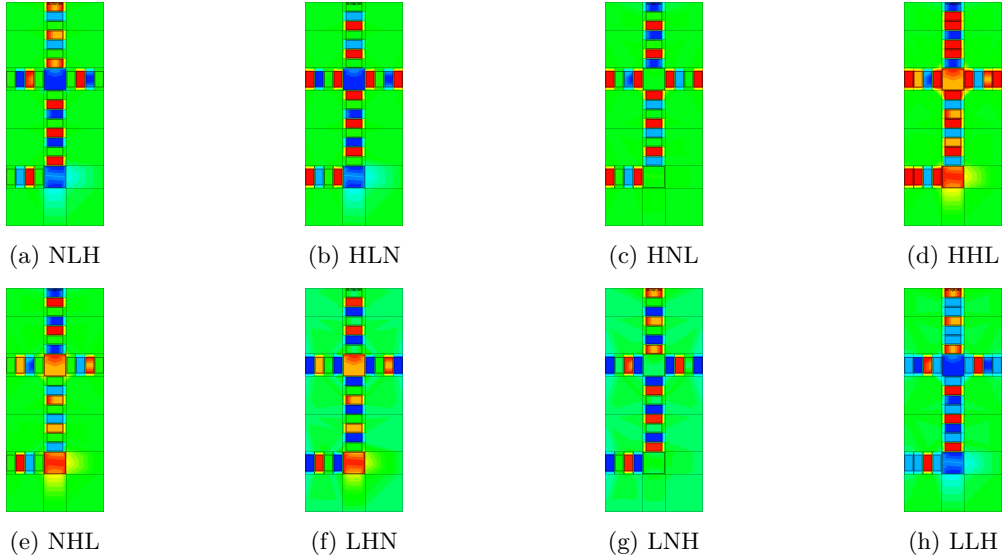 (a) NLH
(b) HLN
(c) HNL
(d) HHL
(e) NHL
(f) LHN
(g) LNH
(h) LLH